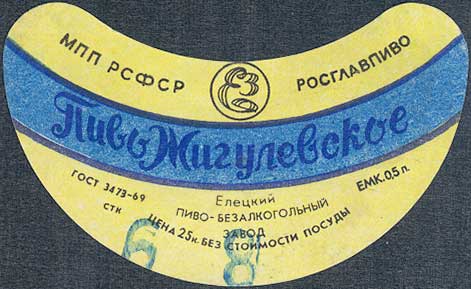 МПП РСФСР
РОСГЛАВПИВО
Пиво Жигулевское
ГОСТ 3473-69
СТК
Елецкий
ПИВО-БЕЗАЛКОГОЛЬНЫЙ
ЗАВОД
ЕМК. 0,5 л.
ЦЕНА 25к. БЕЗ СТОИМОСТИ ПОСУДЫ
6 8